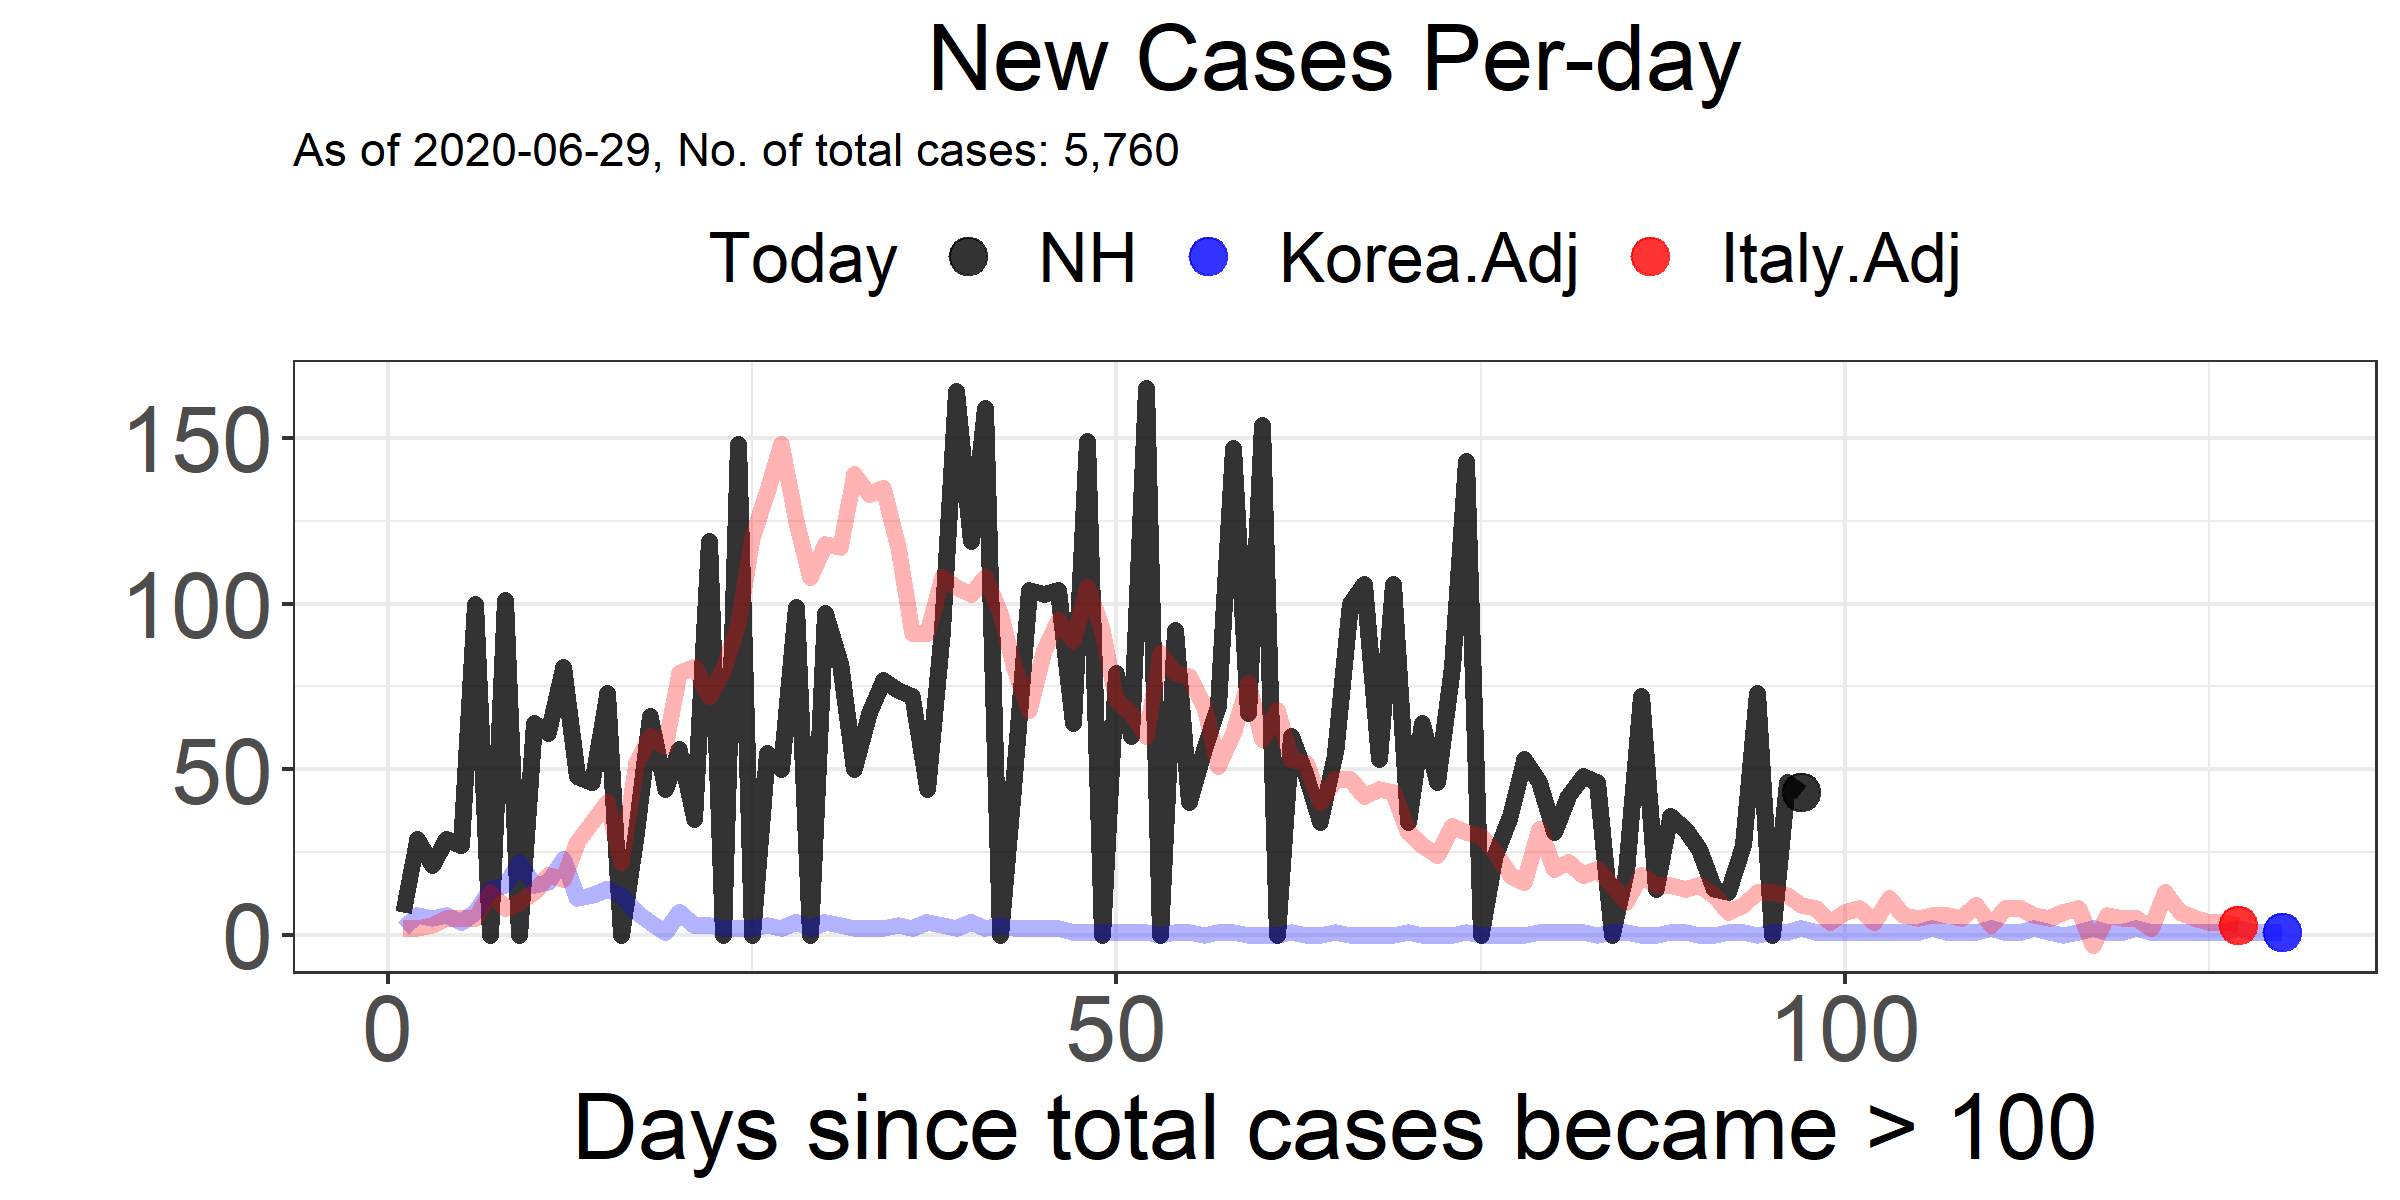 New Cases Per-day
As of 2020-06-29, No. of total cases: 5,760
Today NH Korea.Adj Italy.Adj
150
100
50
0
0 50 100
Days since total cases became > 100